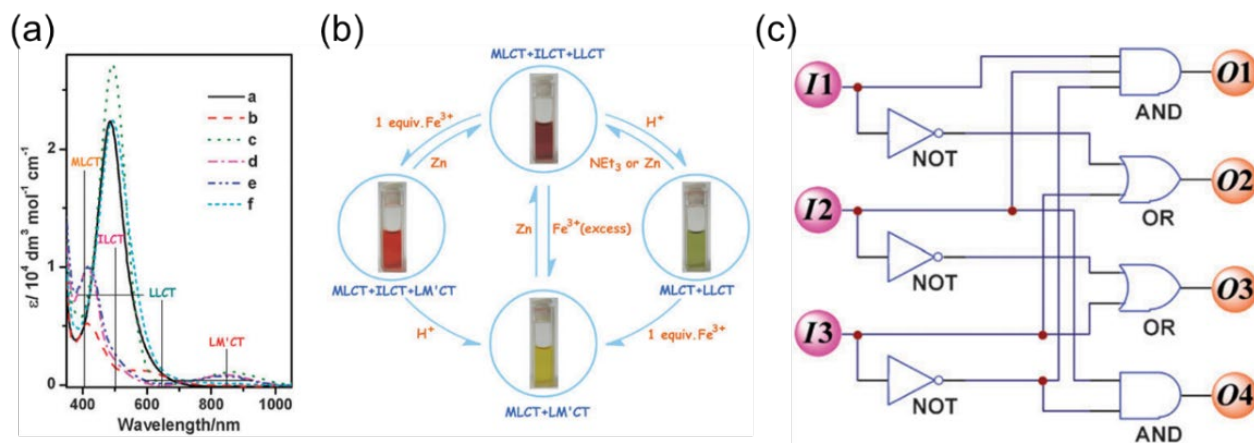 (a)
(b)
(c)
ε/ 10⁴ dm³ mol⁻¹ cm⁻¹
2
1
0
400
600
800
1000
Wavelength/nm
a
b
c
d
e
f
MLCT
ILCT
LLCT
LM'CT
MLCT+ILCT+LLCT
1 equiv.Fe³⁺
Zn
H⁺
NEt₃ or Zn
Zn
Fe³⁺(excess)
MLCT+ILCT+LM'CT
MLCT+LLCT
H⁺
1 equiv.Fe³⁺
MLCT+LM'CT
I1
NOT
AND
O1
OR
O2
I2
NOT
OR
O3
I3
NOT
AND
O4